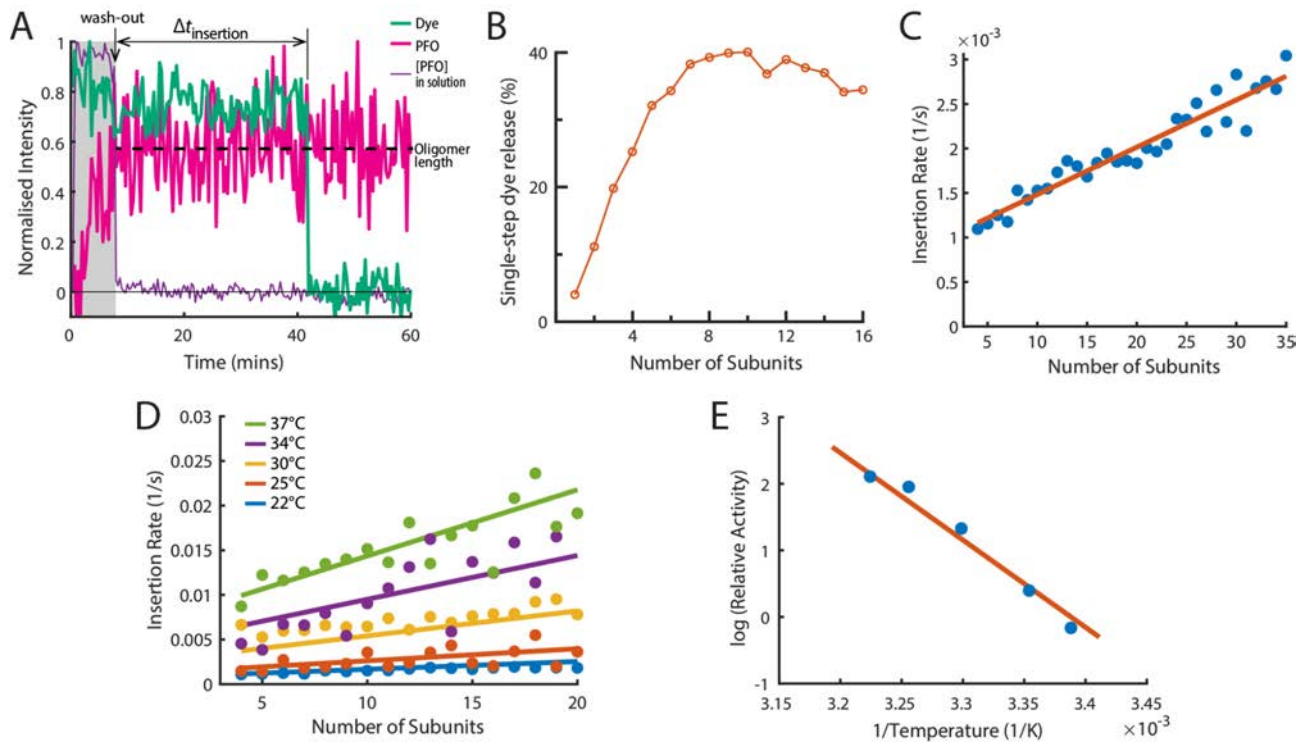 A
wash-out
Δt insertion
Dye
PFO
[PFO]
in solution
Normalised Intensity
1
0.8
0.6
0.4
0.2
0
Oligomer
length
0
20
40
60
Time (mins)
B
Single-step dye release (%)
40
20
0
4
8
12
16
Number of Subunits
C
×10⁻³
Insertion Rate (1/s)
3
2.5
2
1.5
1
0.5
0
5
10
15
20
25
30
35
Number of Subunits
D
37°C
34°C
30°C
25°C
22°C
Insertion Rate (1/s)
0.03
0.025
0.02
0.015
0.01
0.005
0
5
10
15
20
Number of Subunits
E
log (Relative Activity)
3
2
1
0
-1
3.15
3.2
3.25
3.3
3.35
3.4
3.45
×10⁻³
1/Temperature (1/K)